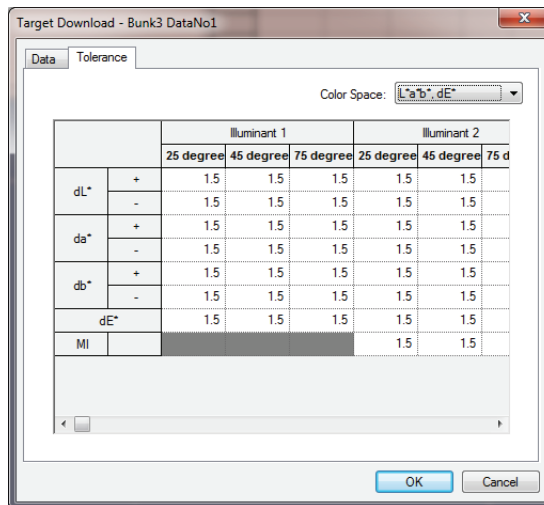 Target Download - Bunk3 DataNo1
Data Tolerance
Color Space: L*a*b*, dE*
Illuminant 1 Illuminant 2
25 degree 45 degree 75 degree 25 degree 45 degree 75 d
dL* + 1.5 1.5 1.5 1.5 1.5
- 1.5 1.5 1.5 1.5 1.5
da* + 1.5 1.5 1.5 1.5 1.5
- 1.5 1.5 1.5 1.5 1.5
db* + 1.5 1.5 1.5 1.5 1.5
- 1.5 1.5 1.5 1.5 1.5
dE* 1.5 1.5 1.5 1.5 1.5
MI 1.5 1.5
OK Cancel